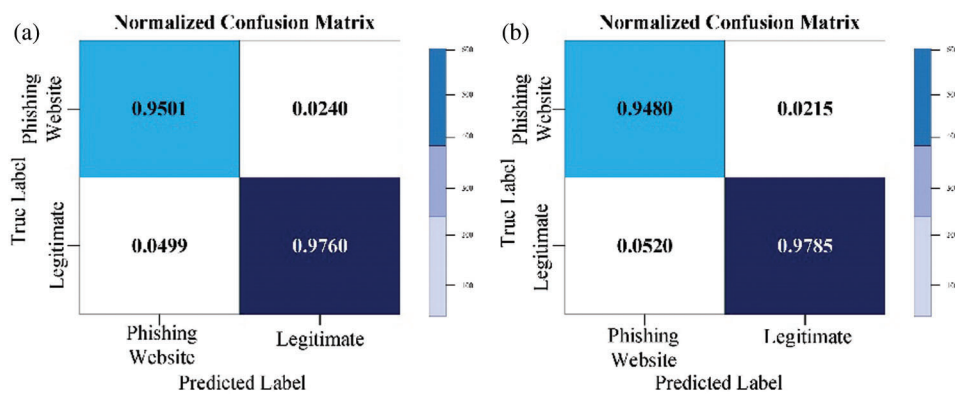 (a)
Normalized Confusion Matrix
True Label
Phishing
Website
Legitimate
0.9501
0.0240
0.0499
0.9760
Phishing
Website
Legitimate
Predicted Label
(b)
Normalized Confusion Matrix
True Label
Phishing
Website
Legitimate
0.9480
0.0215
0.0520
0.9785
Phishing
Website
Legitimate
Predicted Label